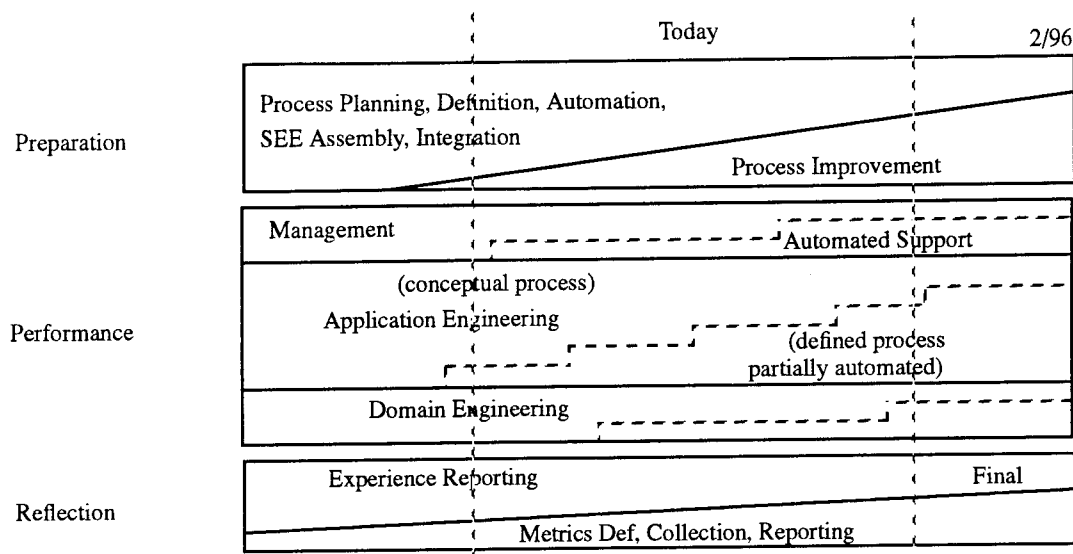 Today
2/96
Preparation
Process Planning, Definition, Automation,
SEE Assembly, Integration
Process Improvement
Performance
Management
Automated Support
(conceptual process)
Application Engineering
(defined process
partially automated)
Domain Engineering
Reflection
Experience Reporting
Final
Metrics Def, Collection, Reporting